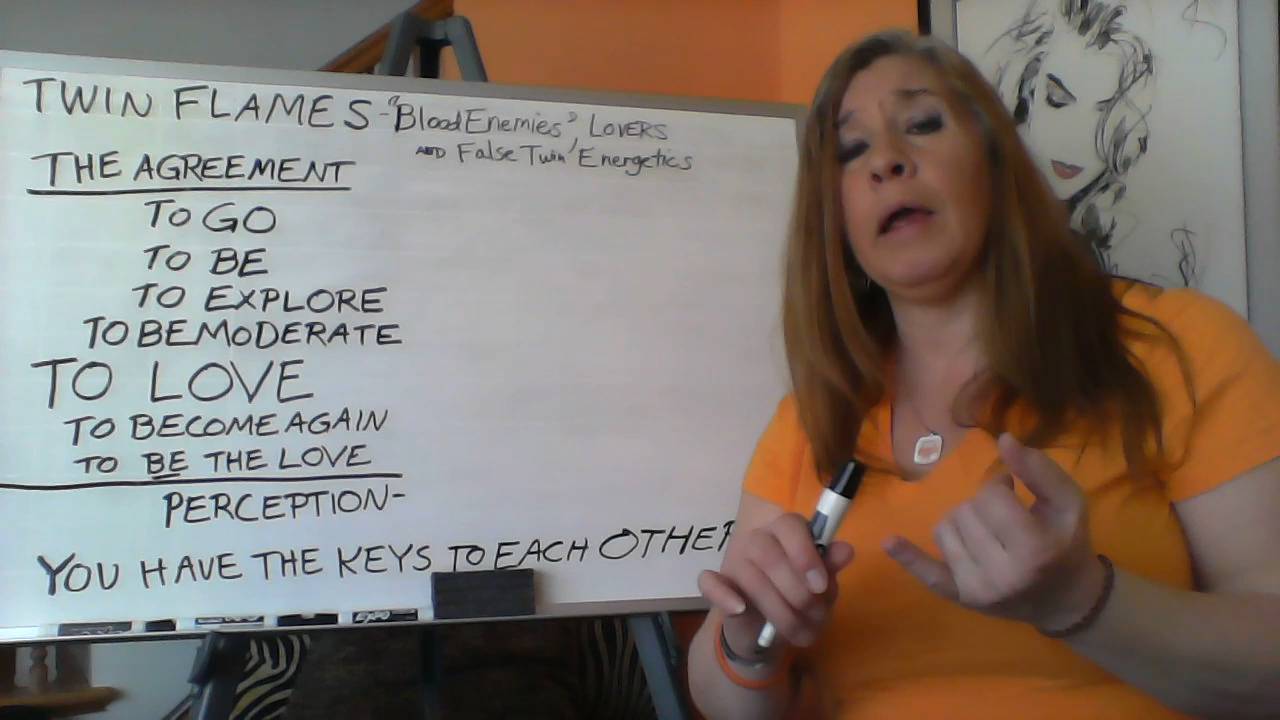 TWIN FLAMES - "Blood Enemies", LOVERS
AND False Twin' Energetics
THE AGREEMENT
TO GO
TO BE
TO EXPLORE
TO BE MODERATE
TO LOVE
TO BECOME AGAIN
TO BE THE LOVE
PERCEPTION-
YOU HAVE THE KEYS TO EACH OTHER
EXPO